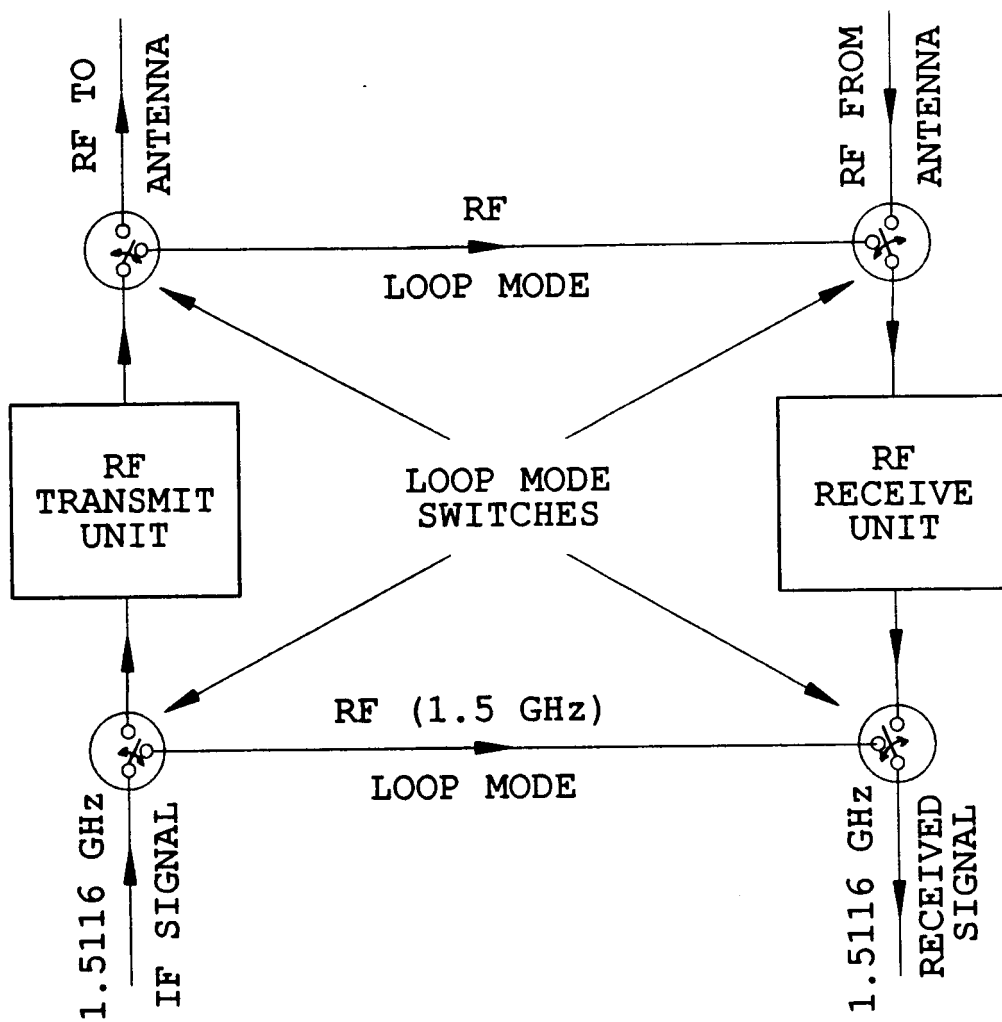 RF TO
ANTENNA
RF FROM
ANTENNA
RF
LOOP MODE
RF
TRANSMIT
UNIT
LOOP MODE
SWITCHES
RF
RECEIVE
UNIT
RF (1.5 GHz)
LOOP MODE
1.5116 GHz
IF SIGNAL
1.5116 GHz
RECEIVED
SIGNAL